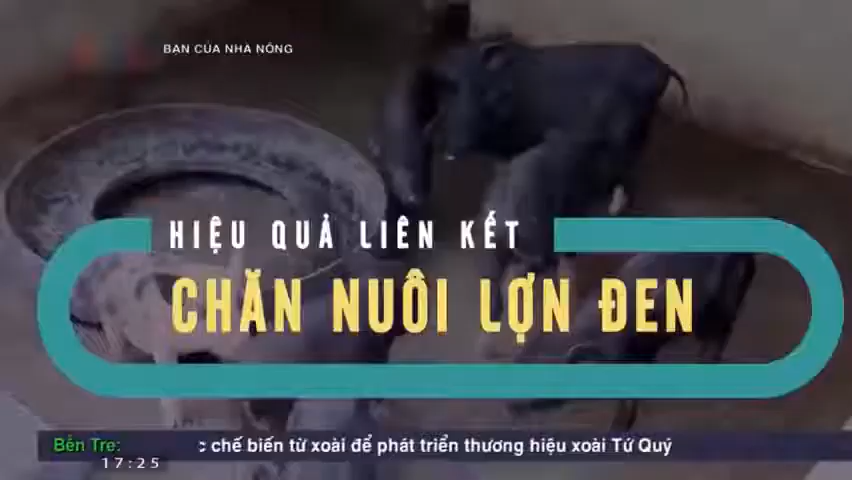 BẠN CỦA NHÀ NÔNG
HIỆU QUẢ LIÊN KẾT
CHĂN NUÔI LỢN ĐEN
Bến Tre: chế biến từ xoài để phát triển thương hiệu xoài Tứ Quý
17:25